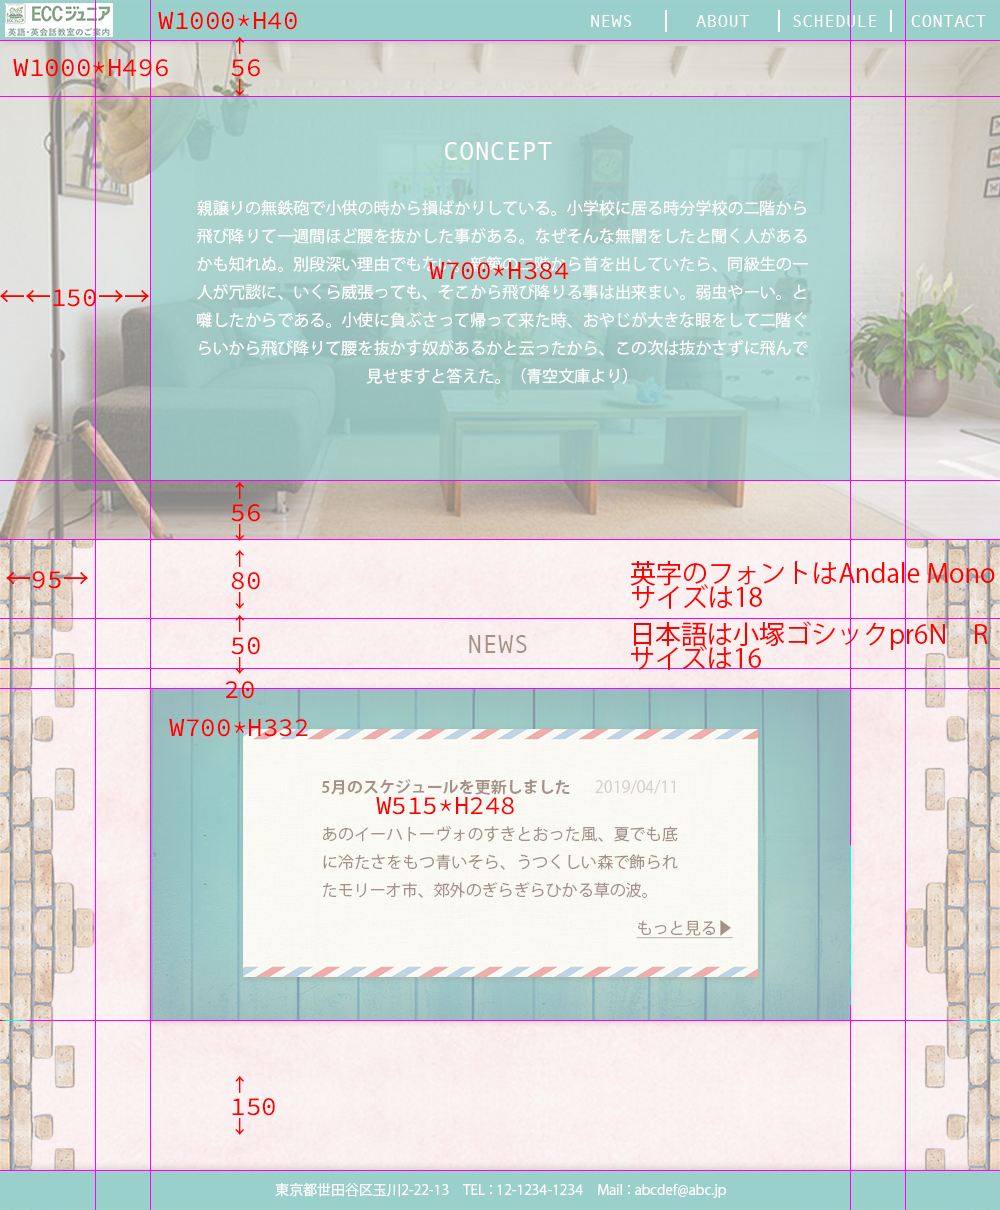 ECCジュニア
英語・英会話教室のご案内
W1000*H40
NEWS
ABOUT
SCHEDULE
CONTACT
W1000*H496
56
CONCEPT
親譲りの無鉄砲で小供の時から損ばかりしている。小学校に居る時分学校の二階から
飛び降りて一週間ほど腰を抜かした事がある。なぜそんな無闇をしたと聞く人がある
かも知れぬ。別段深い理由でもない。新築の二階から首を出していたら、同級生の一
W700*H384
人が冗談に、いくら威張っても、そこから飛び降りる事は出来まい。弱虫やーい。と
←←150→→
囃したからである。小使に負ぶさって帰って来た時、おやじが大きな眼をして二階ぐ
らいから飛び降りて腰を抜かす奴があるかと云ったから、この次は抜かさずに飛んで
見せますと答えた。（青空文庫より）
56
←95→
80
英字のフォントはAndale Mono
サイズは18
50
NEWS
日本語は小塚ゴシックpr6N R
サイズは16
20
W700*H332
5月のスケジュールを更新しました 2019/04/11
W515*H248
あのイーハトーヴォのすきとおった風、夏でも底
に冷たさをもつ青いそら、うつくしい森で飾られ
たモリーオ市、郊外のぎらぎらひかる草の波。
もっと見る▶
150
東京都世田谷区玉川2-22-13 TEL：12-1234-1234 Mail：abcdef@abc.jp